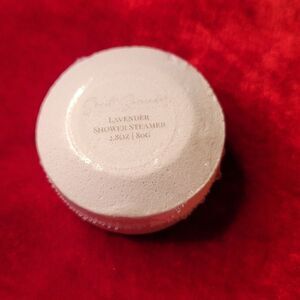 LAVENDER
SHOWER STEAMER
2.8OZ | 80G